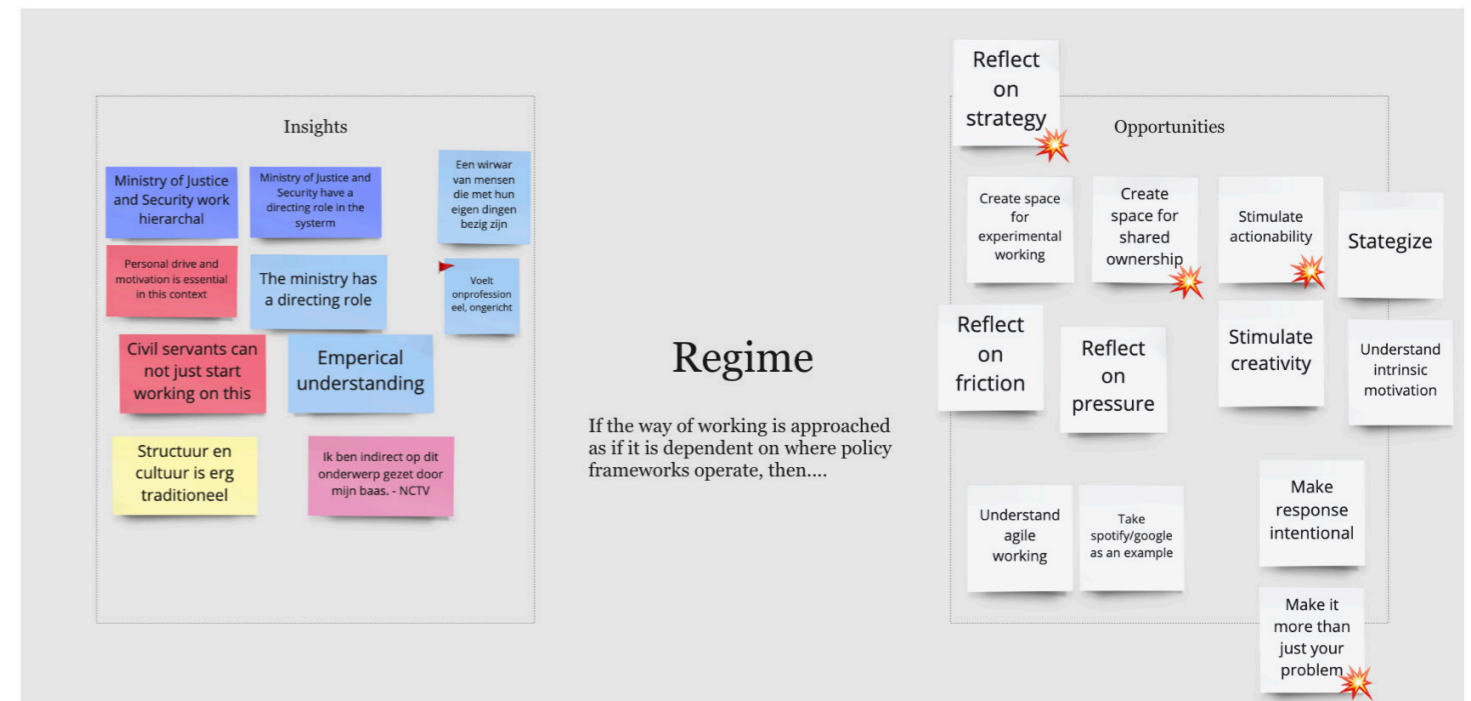 Insights
Ministry of Justice
and Security work
hierarchal
Ministry of Justice and
Security have a
directing role in the
systerm
Een wirwar
van mensen
die met hun
eigen dingen
bezig zijn
Personal drive and
motivation is essential
in this context
The ministry has
a directing role
Voelt
onprofession
eel, ongericht
Civil servants can
not just start
working on this
Emperical
understanding
Structuur en
cultuur is erg
traditioneel
Ik ben indirect op dit
onderwerp gezet door
mijn baas. - NCTV
Regime
If the way of working is approached
as if it is dependent on where policy
frameworks operate, then....
Reflect
on
strategy
Opportunities
Create space
for
experimental
working
Create
space for
shared
ownership
Stimulate
actionability
Stategize
Reflect
on
friction
Reflect
on
pressure
Stimulate
creativity
Understand
intrinsic
motivation
Understand
agile
working
Take
spotify/google
as an example
Make
response
intentional
Make it
more than
just your
problem